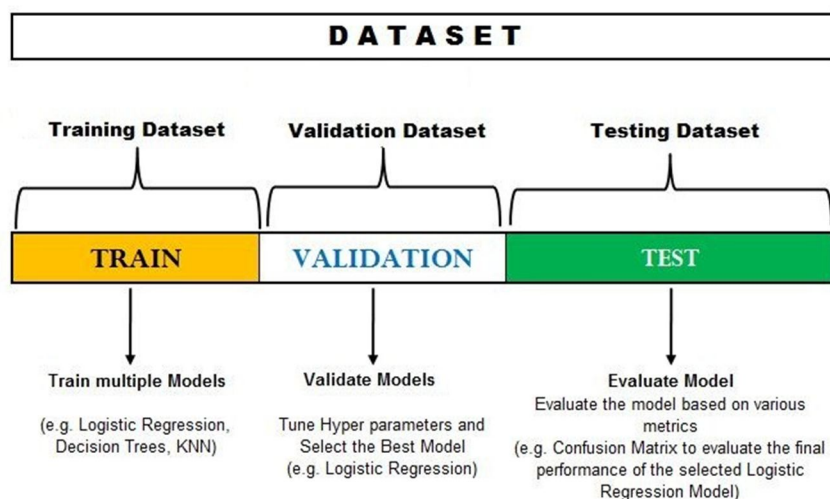 DATASET
Training Dataset
Validation Dataset
Testing Dataset
TRAIN
VALIDATION
TEST
Train multiple Models
(e.g. Logistic Regression,
Decision Trees, KNN)
Validate Models
Tune Hyper parameters and
Select the Best Model
(e.g. Logistic Regression)
Evaluate Model
Evaluate the model based on various
metrics
(e.g. Confusion Matrix to evaluate the final
performance of the selected Logistic
Regression Model)